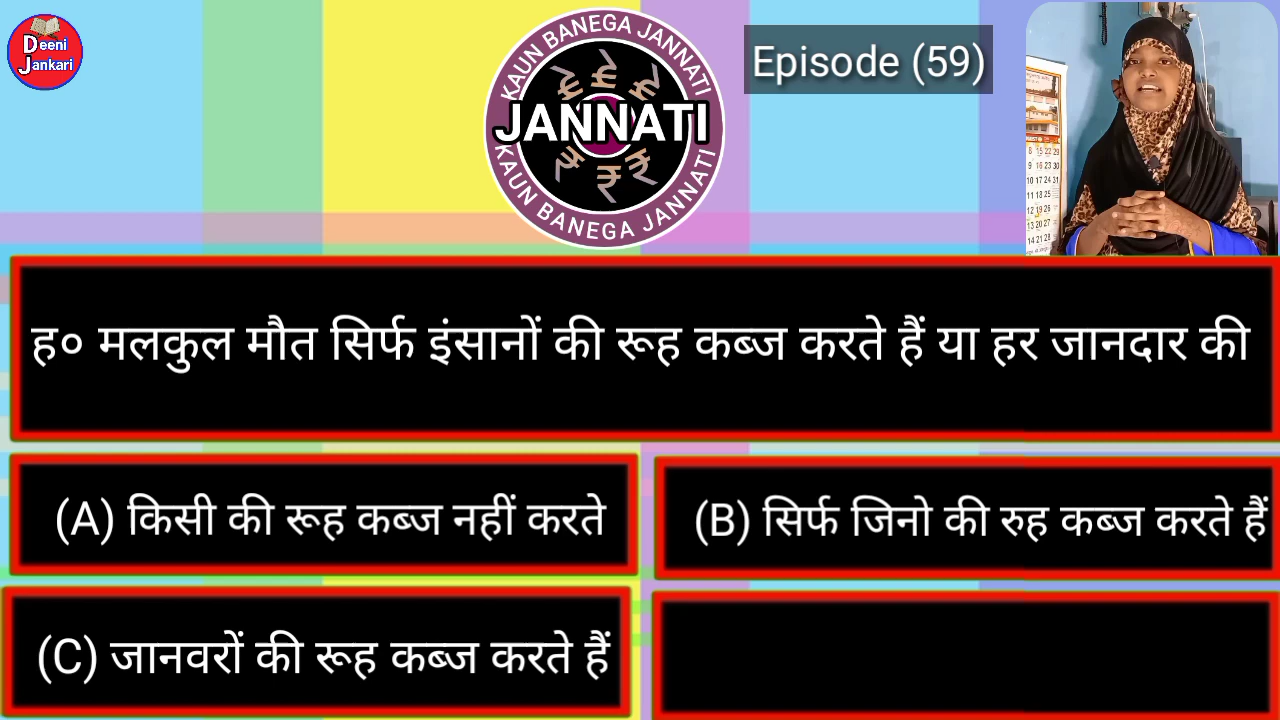 Deeni
Jankari
KAUN BANEGA JANNATI
JANNATI
KAUN BANEGA JANNATI
Episode (59)
ह० मलकुल मौत सिर्फ इंसानों की रूह कब्ज करते हैं या हर जानदार की
(A) किसी की रूह कब्ज नहीं करते
(B) सिर्फ जिनो की रुह कब्ज करते हैं
(C) जानवरों की रूह कब्ज करते हैं